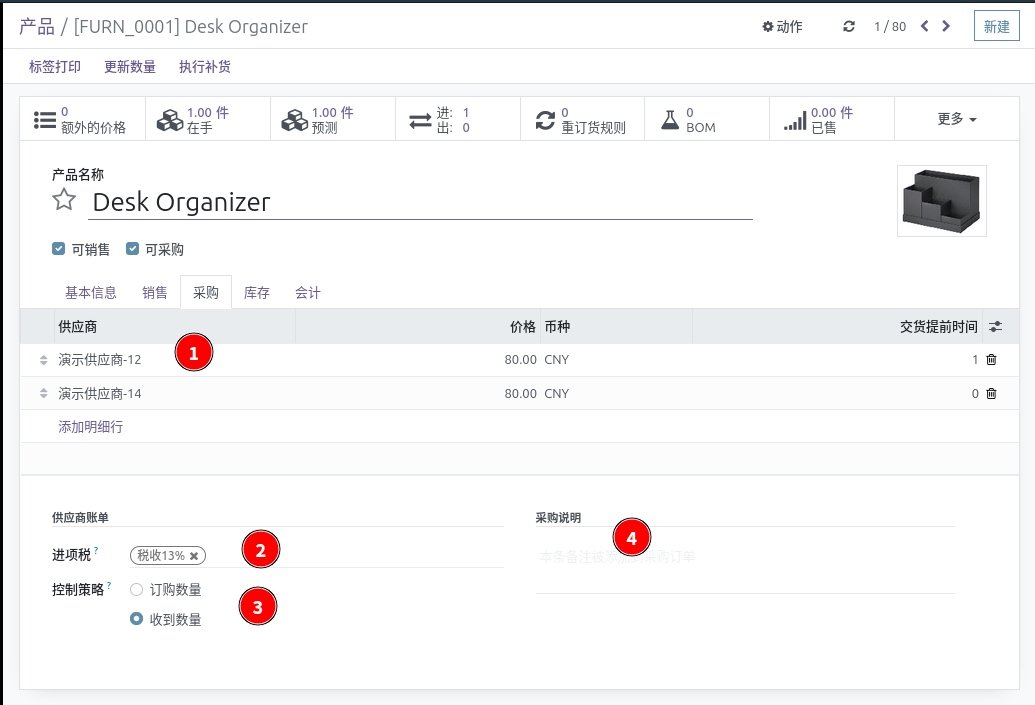 产品 / [FURN_0001] Desk Organizer
动作
1 / 80
新建
标签打印 更新数量 执行补货
0
额外的价格
1.00 件
在手
1.00 件
预测
进: 1
出: 0
0
重订货规则
0
BOM
0.00 件
已售
更多
产品名称
Desk Organizer
可销售 可采购
基本信息 销售 采购 库存 会计
供应商 价格 币种 交货提前时间
1
演示供应商-12 80.00 CNY 1
演示供应商-14 80.00 CNY 0
添加明细行
供应商账单
进项税? 税收13%
2
控制策略? 订购数量
收到数量
3
采购说明
4
本条备注被添加到采购订单